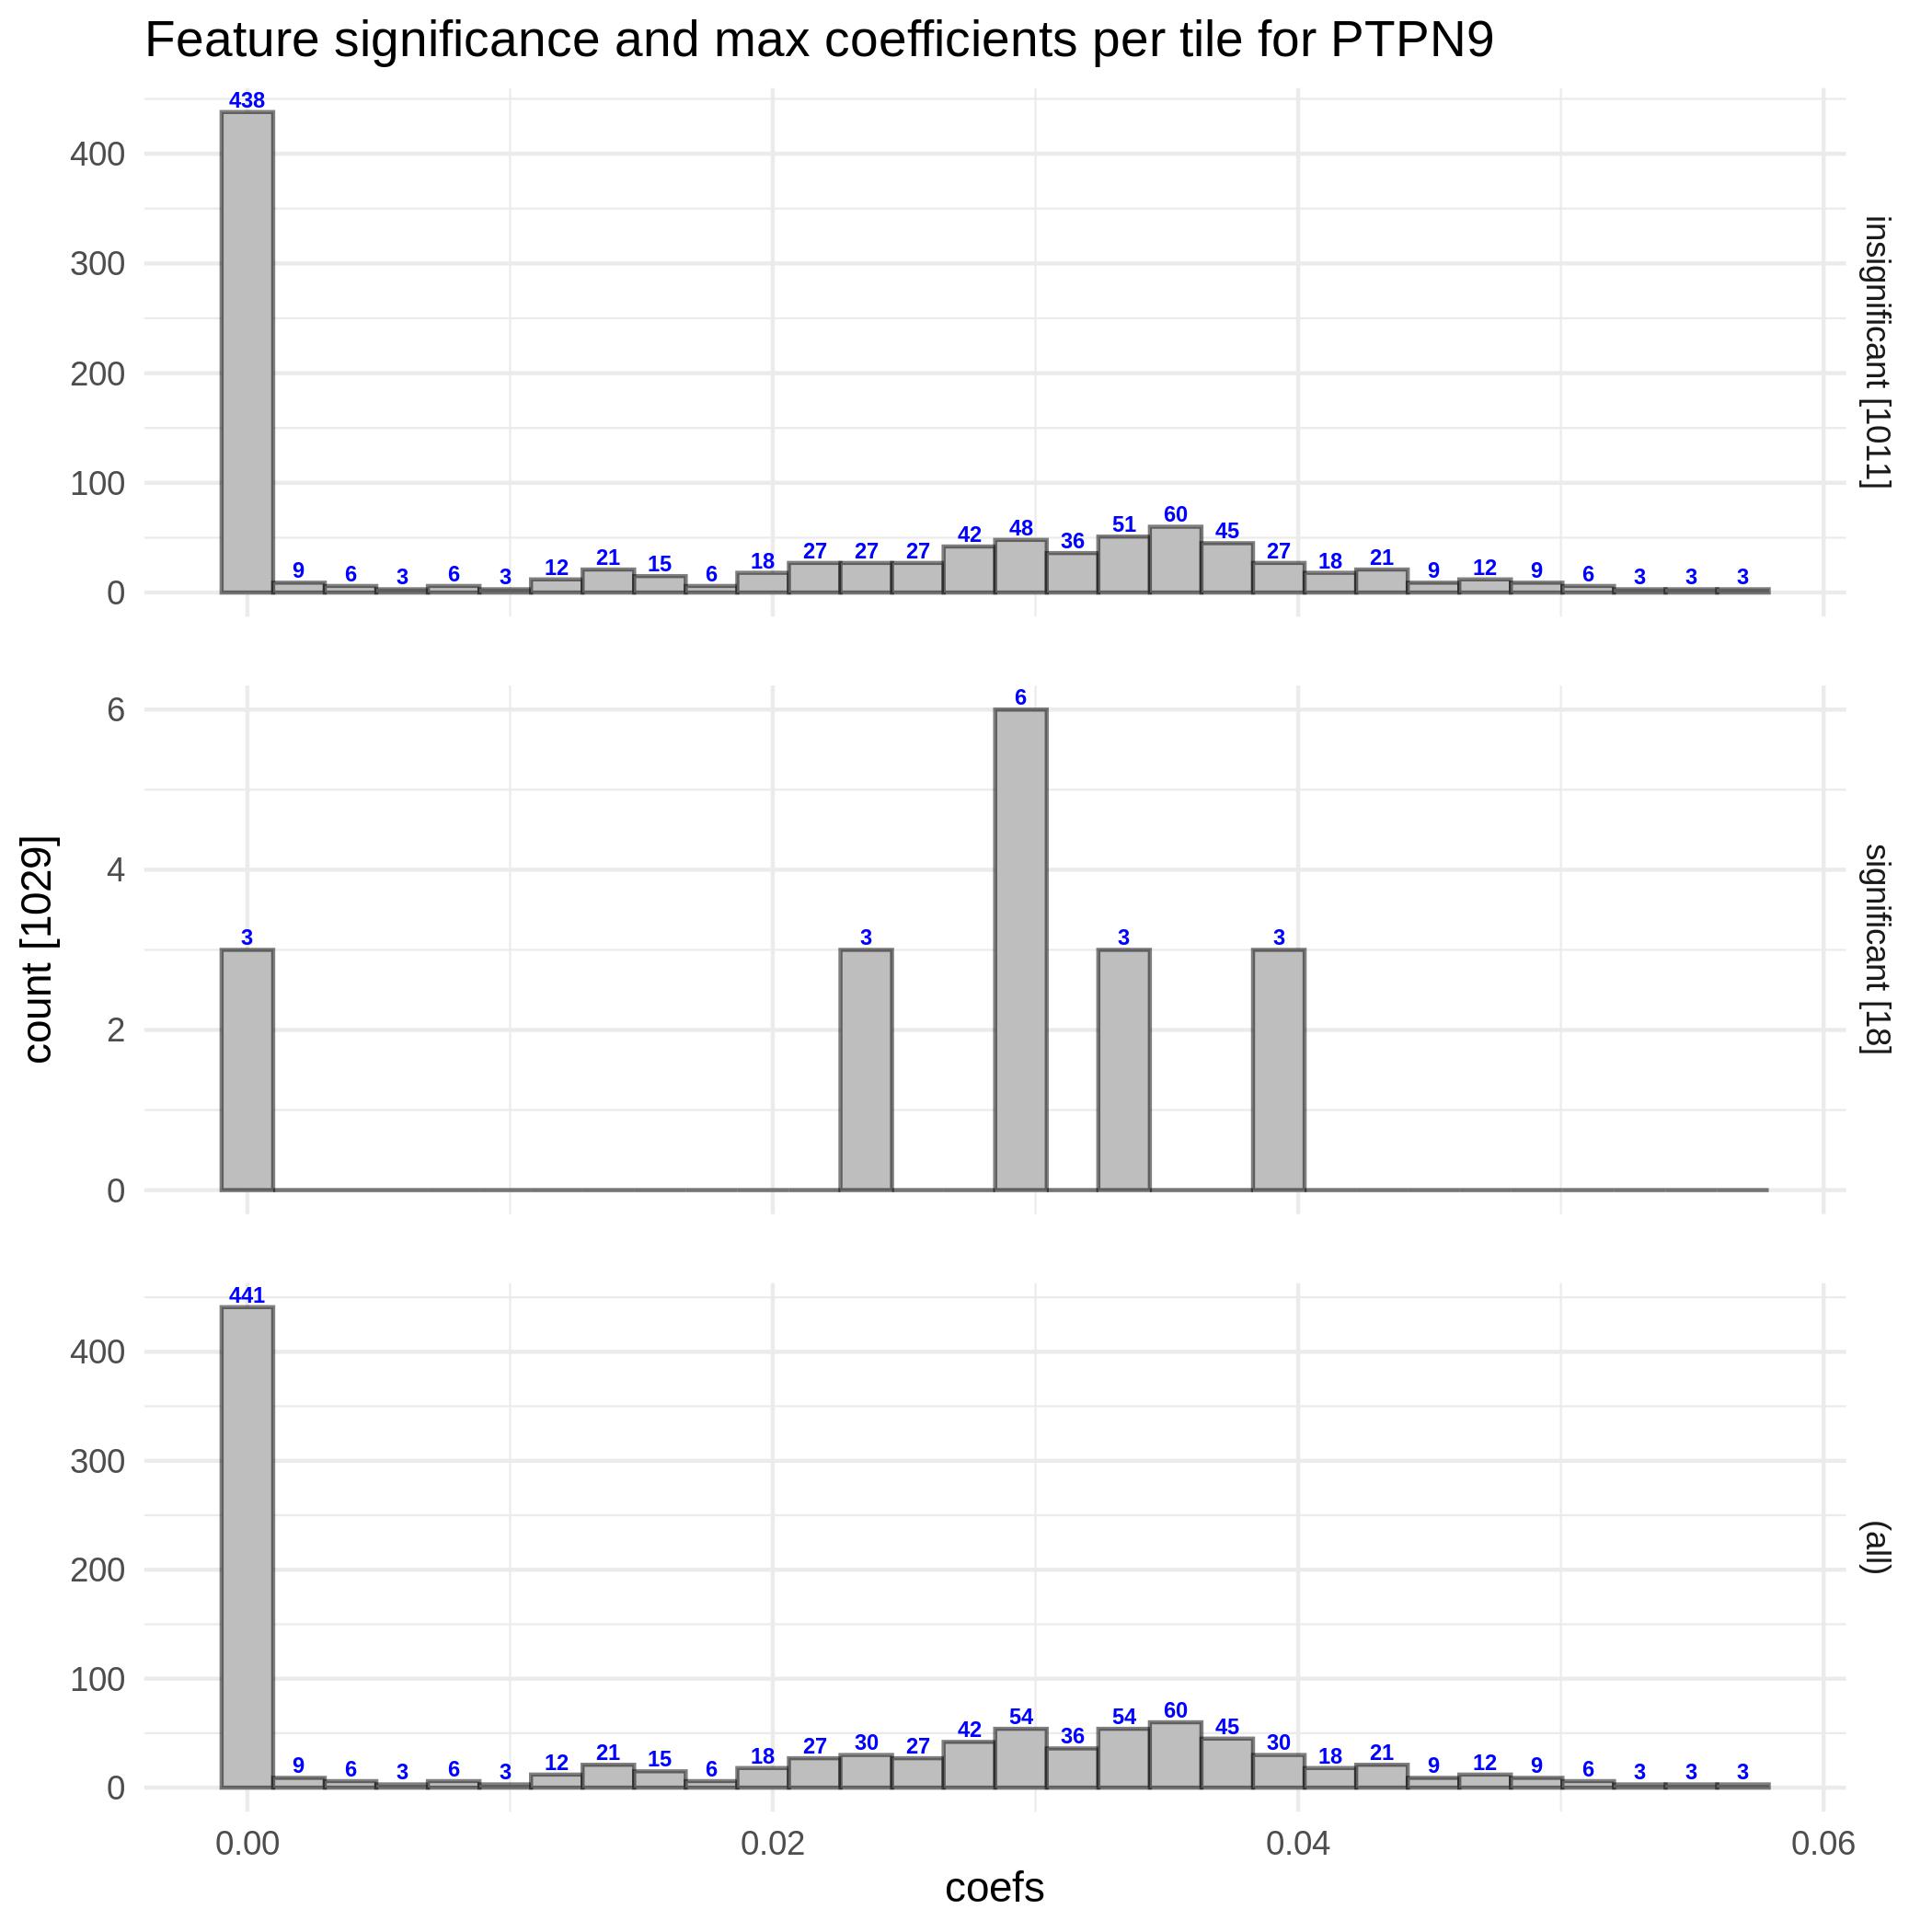 Feature significance and max coefficients per tile for PTPN9
438
400
300
200
100
0
9 6 3 6 3 12 21 15 6 18 27 27 27 42 48 36 51 60 45 27 18 21 9 12 9 6 3 3 3
insignificant [1011]
count [1029]
6
4
2
0
3 3 6 3 3
significant [18]
441
400
300
200
100
0
9 6 3 6 3 12 21 15 6 18 27 30 27 42 54 36 54 60 45 30 18 21 9 12 9 6 3 3 3
(all)
0.00 0.02 0.04 0.06
coefs